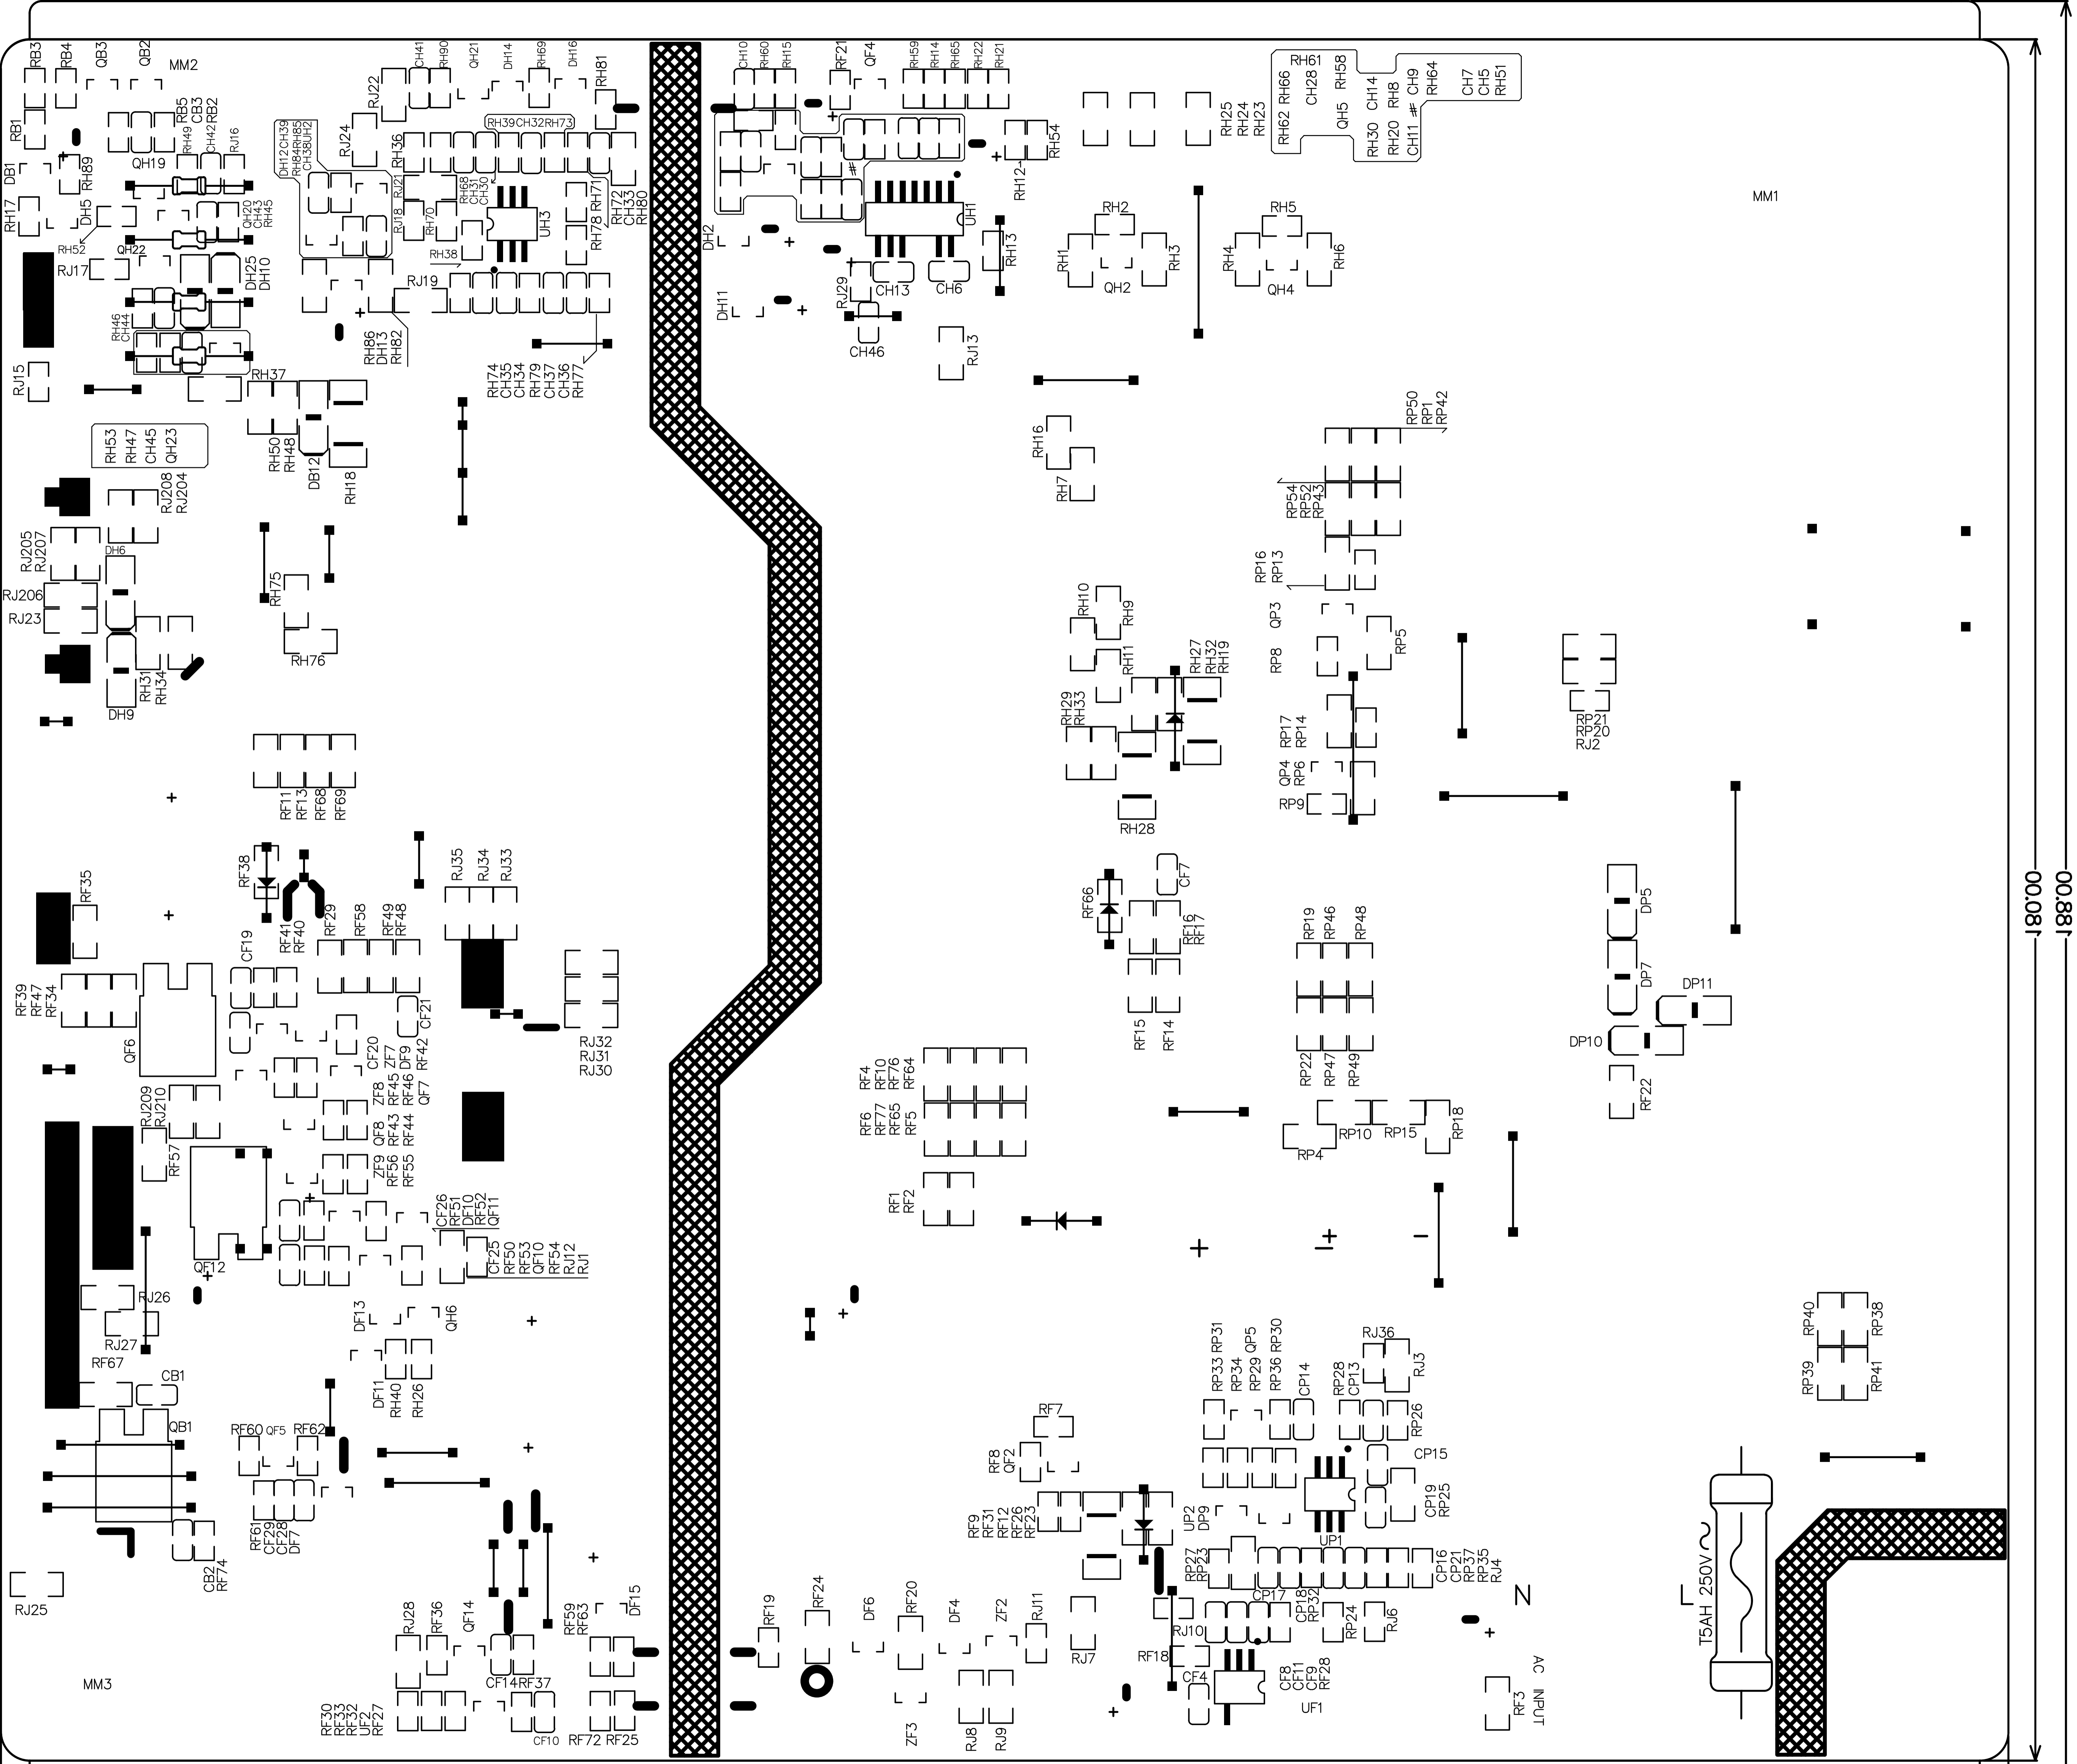 RB3
RB4
QB3
QB2
MM2
CH41
RH90
QH21
DH14
RH69
DH16
RH81
CH10
RH60
RH15
RF21
QF4
RH59
RH14
RH65
RH22
RH21
RH25
RH24
RH23
RH61
RH66
RH62
CH28
RH58
QH5
CH14
RH30
RH8
RH20
CH9
#
CH11
RH64
CH7
CH5
RH51
RJ22
RJ24
RB1
RB5
CB3
RB2
RH49
CH42
RJ16
QH19
DB1
RH89
RH17
DH5
RH52
QH22
QH20
CH43
RH45
DH12CH39
RH84RH85
CH38UH2
RH36
RH39CH32RH73
RJ21
RJ18
RH68
CH31
CH30
RH70
RH38
UH3
RH71
RH78
RH72
CH33
RH80
#
RH54
RH12
UH1
RH13
MM1
DH2
DH11
RJ29
CH13
CH6
CH46
RJ13
RH1
RH2
RH3
QH2
RH4
RH5
RH6
QH4
RJ17
DH25
DH10
RJ19
RH46
CH44
RH86
DH13
RH82
RH74
CH35
CH34
RH79
CH37
CH36
RH77
RJ15
RH37
RH50
RH48
DB12
RH18
RH53
RH47
CH45
QH23
RJ208
RJ204
RJ205
RJ207
DH6
RJ206
RJ23
RH75
RH76
RH31
RH34
DH9
RH16
RH7
RP50
RP1
RP42
RP54
RP52
RP43
RP16
RP13
QP3
RP8
RP5
RH10
RH9
RH11
RH27
RH32
RH19
RH29
RH33
RH28
RP17
RP14
QP4
RP6
RP9
RP21
RP20
RJ2
RF11
RF13
RF68
RF69
RF38
RF35
RF41
RF40
RF29
RF58
RF49
RF48
RJ35
RJ34
RJ33
CF19
CF21
RF39
RF47
RF34
QF6
CF20
ZF7
DF9
RF42
RJ32
RJ31
RJ30
RF66
CF7
RF16
RF17
RF15
RF14
RP19
RP46
RP48
RP22
RP47
RP49
DP5
DP7
DP11
DP10
RF22
180.00
188.00
ZF8
RF45
RF46
QF7
RJ209
RJ210
RF57
QF8
RF43
RF44
ZF9
RF56
RF55
RF4
RF10
RF76
RF64
RF6
RF77
RF65
RF5
RF1
RF2
RP4
RP10
RP15
RP18
CF26
RF51
DF10
RF52
QF11
CF25
RF50
RF53
QF10
RF54
RJ12
RJ1
QF12
RJ26
RJ27
RF67
DF13
QH6
DF11
RH40
RH26
CB1
QB1
RF60
QF5
RF62
RF61
CF29
CF28
DF7
CB2
RF74
RJ25
MM3
+
±
−
RP40
RP38
RP39
RP41
RP33
RP31
RP34
RP29
QP5
RP36
RP30
CP14
RP28
CP13
RJ36
RJ3
RP26
CP15
CP19
RP25
UP1
RF7
RF8
QF2
RF9
RF31
RF12
RF26
RF23
UP2
DP9
RP27
RP23
CP16
CP21
RP37
RP35
RJ4
CP17
CP18
RP32
RP24
RJ6
N
L
T5AH 250V
AC INPUT
RF3
RJ28
RF36
QF14
RF59
RF63
DF15
CF14
RF37
RF30
RF33
RF32
UF2
RF27
CF10
RF72
RF25
RF19
RF24
DF6
RF20
DF4
ZF2
RJ11
RJ7
ZF3
RJ8
RJ9
RJ10
RF18
CF4
CF8
CF11
CF9
RF28
UF1